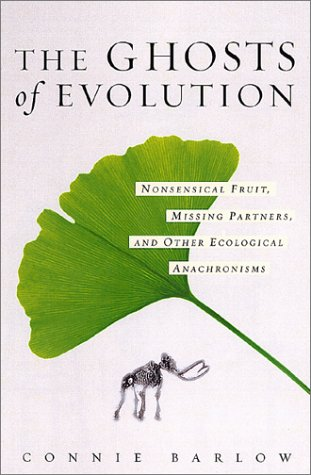 THE GHOSTS
of EVOLUTION
NONSENSICAL FRUIT,
MISSING PARTNERS,
AND OTHER ECOLOGICAL
ANACHRONISMS
CONNIE BARLOW